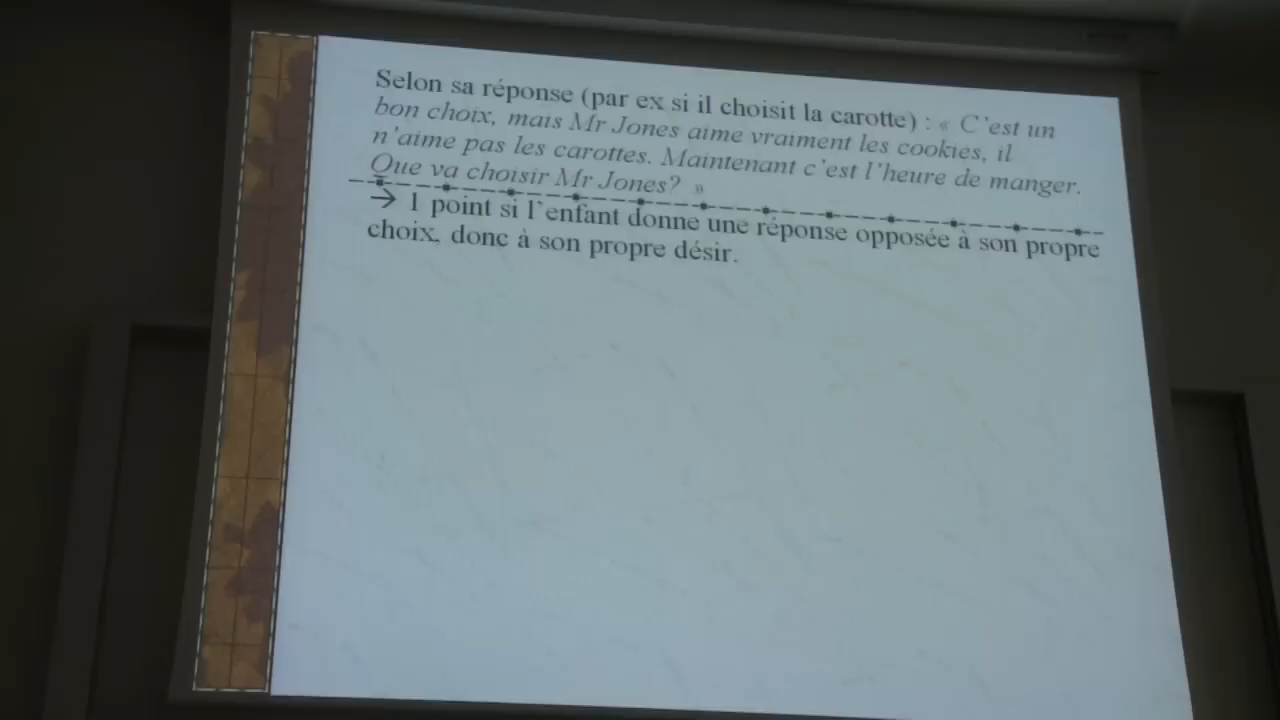 Selon sa réponse (par ex si il choisit la carotte) : « C'est un
bon choix, mais Mr Jones aime vraiment les cookies, il
n'aime pas les carottes. Maintenant c'est l'heure de manger.
Que va choisir Mr Jones? »
→ 1 point si l'enfant donne une réponse opposée à son propre
choix, donc à son propre désir.